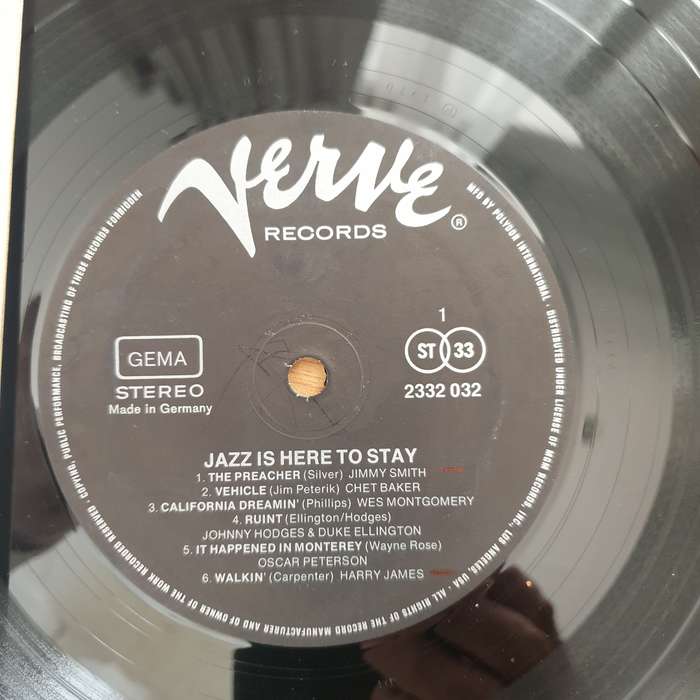 Verve
RECORDS ®
MFD BY POLYDOR INTERNATIONAL · DISTRIBUTED UNDER LICENSE OF MGM RECORDS, INC., LOS ANGELES, USA · ALL RIGHTS OF THE RECORD MANUFACTURER AND OF OWNER OF THE WORK RECORDED RESERVED · COPYING, PUBLIC PERFORMANCE, BROADCASTING OF THESE RECORDS FORBIDDEN
1
GEMA
ST 33
STEREO
2332 032
Made in Germany
JAZZ IS HERE TO STAY
1. THE PREACHER (Silver) JIMMY SMITH
2. VEHICLE (Jim Peterik) CHET BAKER
3. CALIFORNIA DREAMIN' (Phillips) WES MONTGOMERY
4. RUINT (Ellington/Hodges)
JOHNNY HODGES & DUKE ELLINGTON
5. IT HAPPENED IN MONTEREY (Wayne Rose)
OSCAR PETERSON
6. WALKIN' (Carpenter) HARRY JAMES